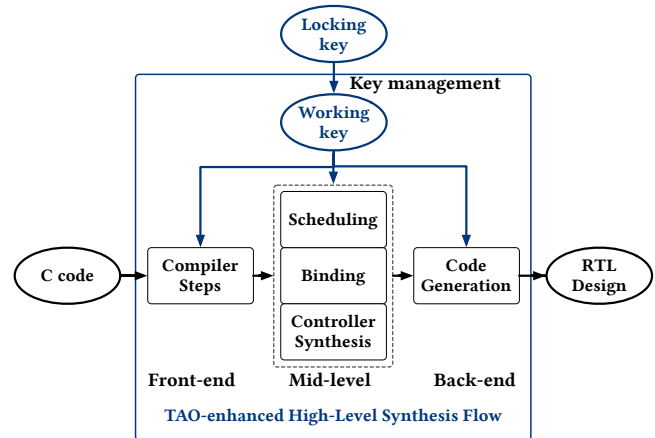 Locking
key
Key management
Working
key
Scheduling
C code
Compiler
Steps
Binding
Code
Generation
RTL
Design
Controller
Synthesis
Front-end
Mid-level
Back-end
TAO-enhanced High-Level Synthesis Flow